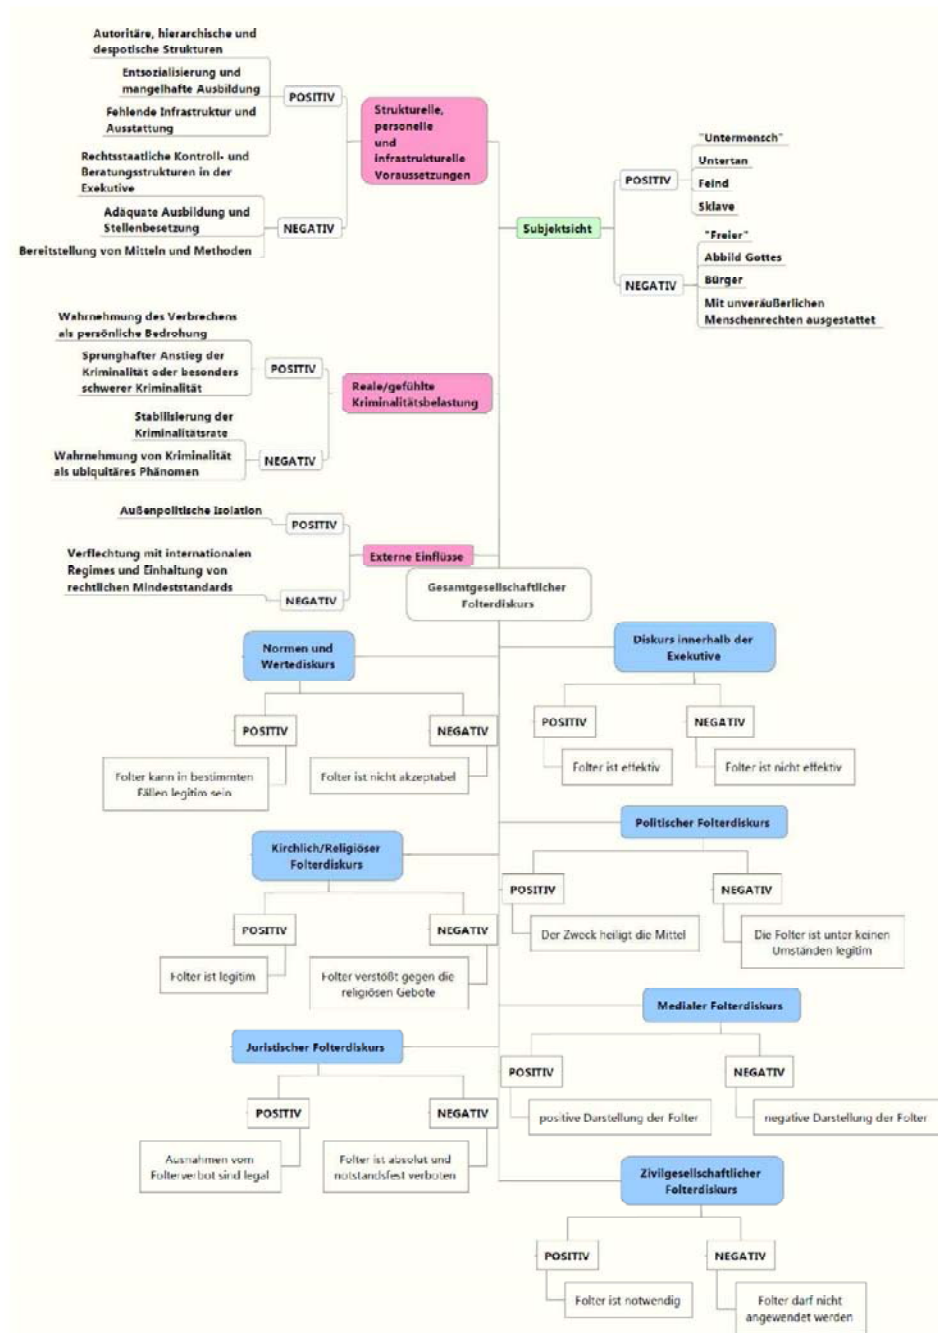 Autoritäre, hierarchische und
despotische Strukturen
Entsozialisierung und
mangelhafte Ausbildung
Fehlende Infrastruktur und
Ausstattung
POSITIV
Rechtsstaatliche Kontroll- und
Beratungsstrukturen in der
Exekutive
Adäquate Ausbildung und
Stellenbesetzung
Bereitstellung von Mitteln und Methoden
NEGATIV
Strukturelle,
personelle
und
infrastrukturelle
Voraussetzungen
Subjektsicht
POSITIV
"Untermensch"
Untertan
Feind
Sklave
NEGATIV
"Freier"
Abbild Gottes
Bürger
Mit unveräußerlichen
Menschenrechten ausgestattet
Wahrnehmung des Verbrechens
als persönliche Bedrohung
Sprunghafter Anstieg der
Kriminalität oder besonders
schwerer Kriminalität
POSITIV
Stabilisierung der
Kriminalitätsrate
Wahrnehmung von Kriminalität
als ubiquitäres Phänomen
NEGATIV
Reale/gefühlte
Kriminalitätsbelastung
Außenpolitische Isolation
POSITIV
Verflechtung mit internationalen
Regimes und Einhaltung von
rechtlichen Mindeststandards
NEGATIV
Externe Einflüsse
Gesamtgesellschaftlicher
Folterdiskurs
Normen und
Wertediskurs
POSITIV
NEGATIV
Folter kann in bestimmten
Fällen legitim sein
Folter ist nicht akzeptabel
Diskurs innerhalb der
Exekutive
POSITIV
NEGATIV
Folter ist effektiv
Folter ist nicht effektiv
Kirchlich/Religiöser
Folterdiskurs
POSITIV
NEGATIV
Folter ist legitim
Folter verstößt gegen die
religiösen Gebote
Politischer Folterdiskurs
POSITIV
NEGATIV
Der Zweck heiligt die Mittel
Die Folter ist unter keinen
Umständen legitim
Juristischer Folterdiskurs
POSITIV
NEGATIV
Ausnahmen vom
Folterverbot sind legal
Folter ist absolut und
notstandsfest verboten
Medialer Folterdiskurs
POSITIV
NEGATIV
positive Darstellung der Folter
negative Darstellung der Folter
Zivilgesellschaftlicher
Folterdiskurs
POSITIV
NEGATIV
Folter ist notwendig
Folter darf nicht
angewendet werden